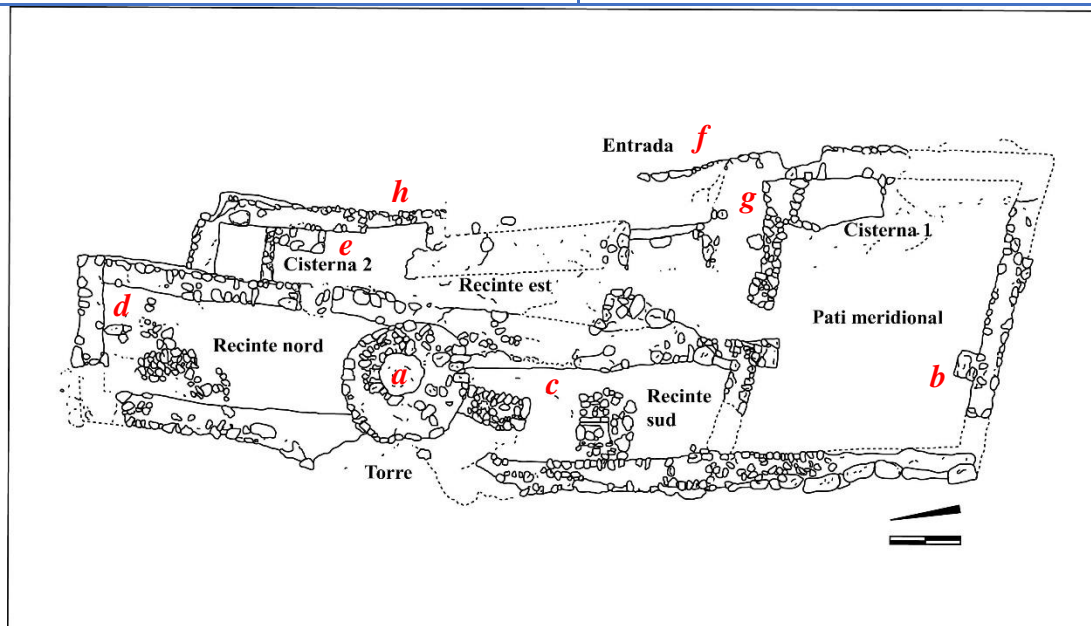 Entrada f
h
g
e
Cisterna 1
Cisterna 2
Recinte est
d
Recinte nord
Pati meridional
a
c
b
Recinte
sud
Torre